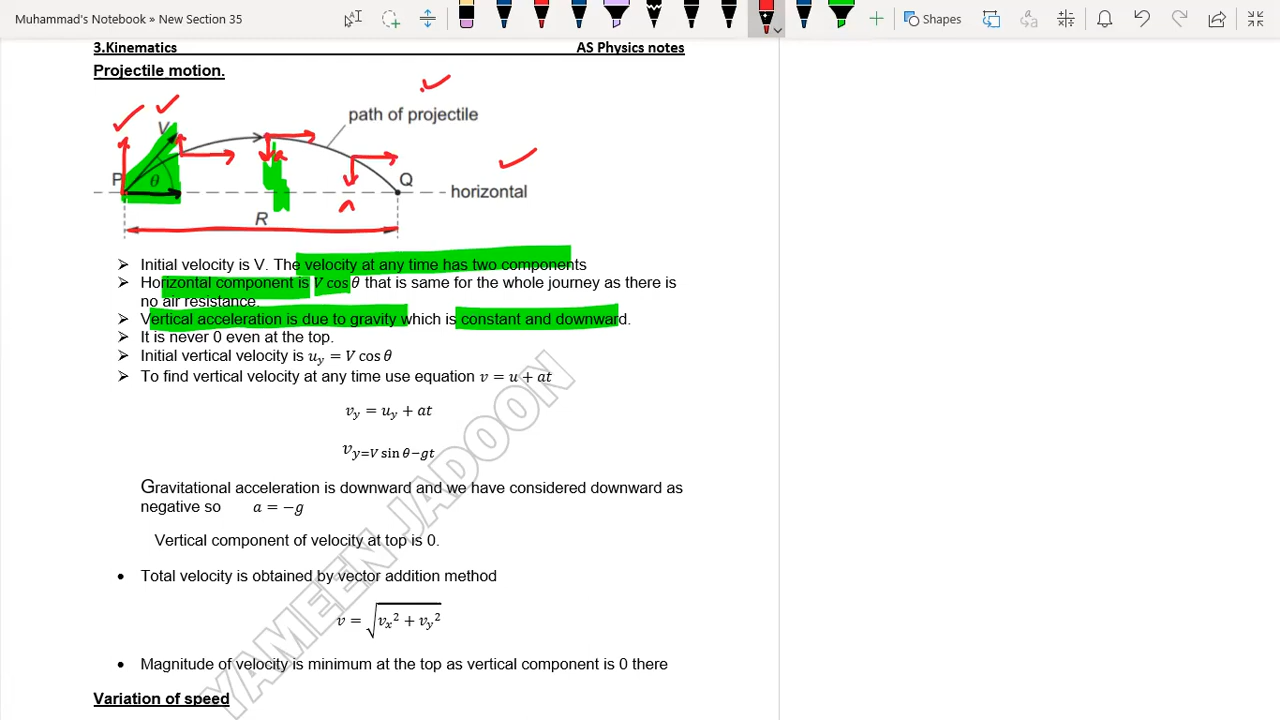 Muhammad's Notebook » New Section 35
Shapes
3.Kinematics AS Physics notes
Projectile motion.
path of projectile
V
P θ Q
horizontal
R
➢ Initial velocity is V. The velocity at any time has two components
➢ Horizontal component is V cos θ that is same for the whole journey as there is
no air resistance.
➢ Vertical acceleration is due to gravity which is constant and downward.
➢ It is never 0 even at the top.
➢ Initial vertical velocity is u_y = V cos θ
➢ To find vertical velocity at any time use equation v = u + at
v_y = u_y + at
v_y=V sin θ−gt
Gravitational acceleration is downward and we have considered downward as
negative so a = −g
Vertical component of velocity at top is 0.
• Total velocity is obtained by vector addition method
v = √(v_x² + v_y²)
• Magnitude of velocity is minimum at the top as vertical component is 0 there
Variation of speed
YAMEEN JADOON